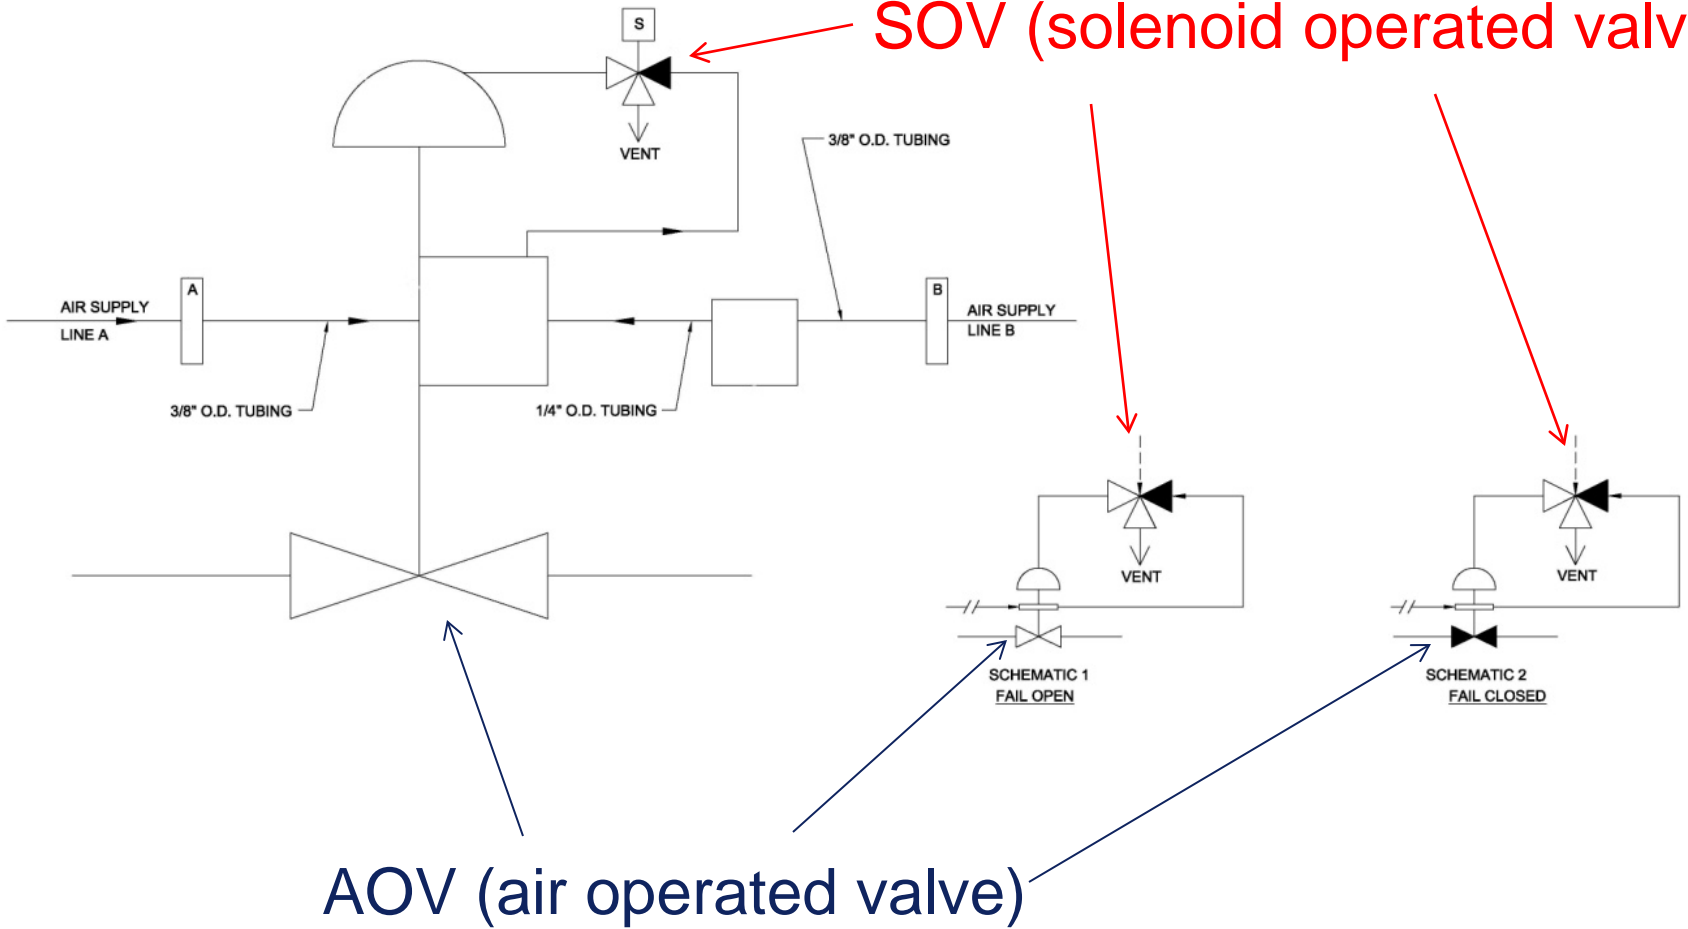 SOV (solenoid operated valv
S
VENT
3/8" O.D. TUBING
A
AIR SUPPLY
LINE A
B
AIR SUPPLY
LINE B
3/8" O.D. TUBING
1/4" O.D. TUBING
VENT
VENT
SCHEMATIC 1
FAIL OPEN
SCHEMATIC 2
FAIL CLOSED
AOV (air operated valve)